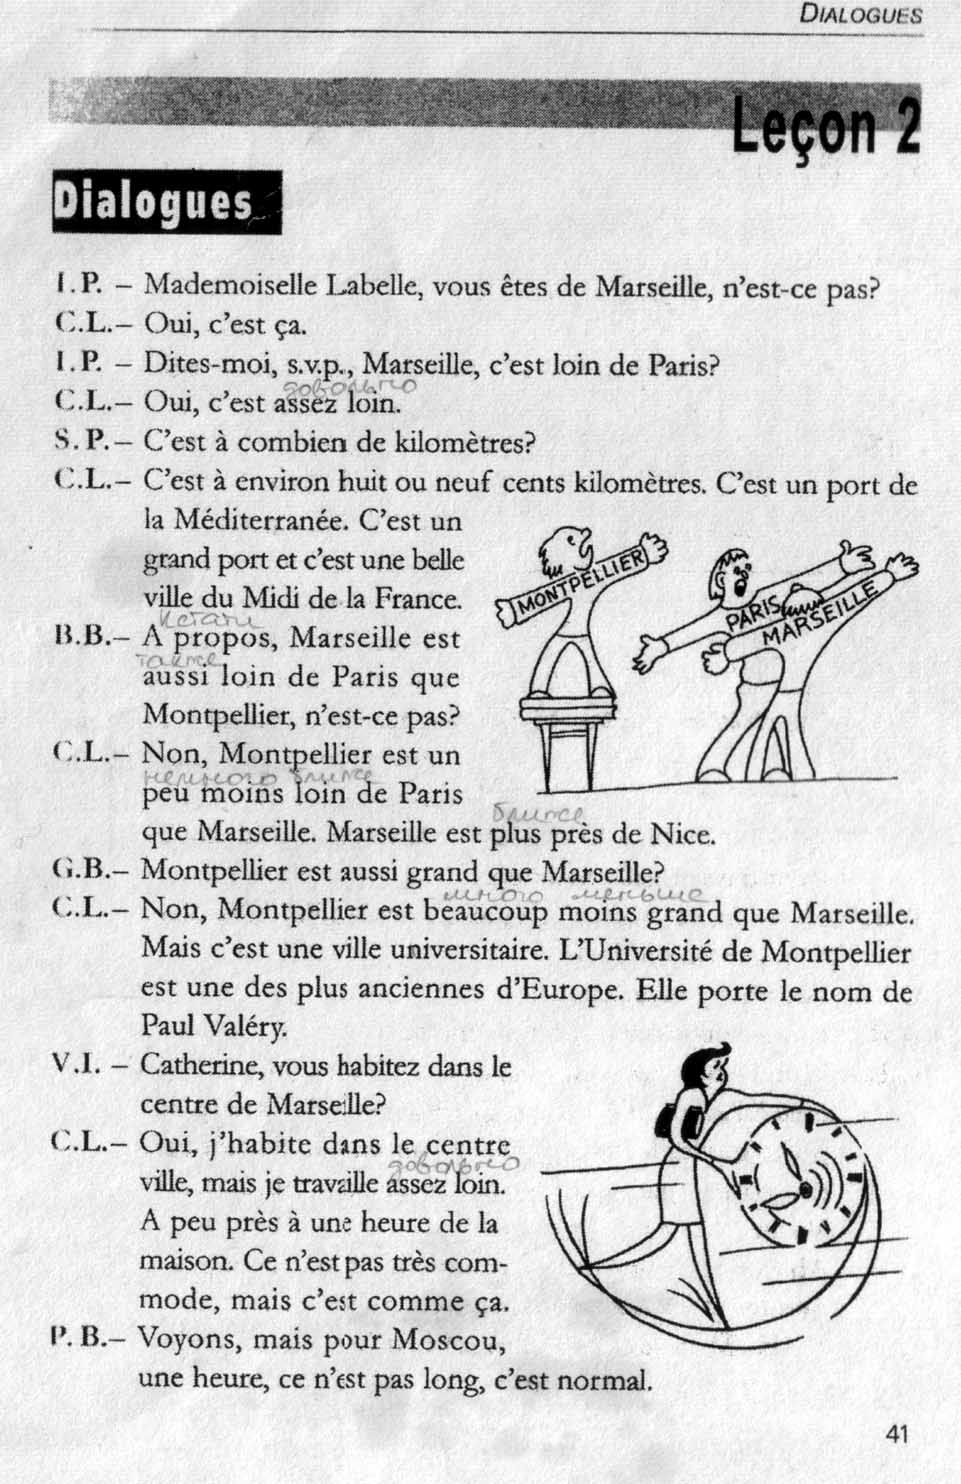 DIALOGUES
Leçon 2
Dialogues
I.P. – Mademoiselle Labelle, vous êtes de Marseille, n'est-ce pas?
C.L.– Oui, c'est ça.
I.P. – Dites-moi, s.v.p., Marseille, c'est loin de Paris?
довольно
C.L.– Oui, c'est assez loin.
S.P.– C'est à combien de kilomètres?
C.L.– C'est à environ huit ou neuf cents kilomètres. C'est un port de
la Méditerranée. C'est un
grand port et c'est une belle
ville du Midi de la France.
кстати
B.B.– A propos, Marseille est
также
aussi loin de Paris que
Montpellier, n'est-ce pas?
C.L.– Non, Montpellier est un
немного ближе
peu moins loin de Paris
ближе
que Marseille. Marseille est plus près de Nice.
MONTPELLIER
PARIS
MARSEILLE
G.B.– Montpellier est aussi grand que Marseille?
много меньше
C.L.– Non, Montpellier est beaucoup moins grand que Marseille.
Mais c'est une ville universitaire. L'Université de Montpellier
est une des plus anciennes d'Europe. Elle porte le nom de
Paul Valéry.
V.I. – Catherine, vous habitez dans le
centre de Marseille?
C.L.– Oui, j'habite dans le centre
довольно
ville, mais je travaille assez loin.
A peu près à une heure de la
maison. Ce n'est pas très com-
mode, mais c'est comme ça.
P. B.– Voyons, mais pour Moscou,
une heure, ce n'est pas long, c'est normal.
41